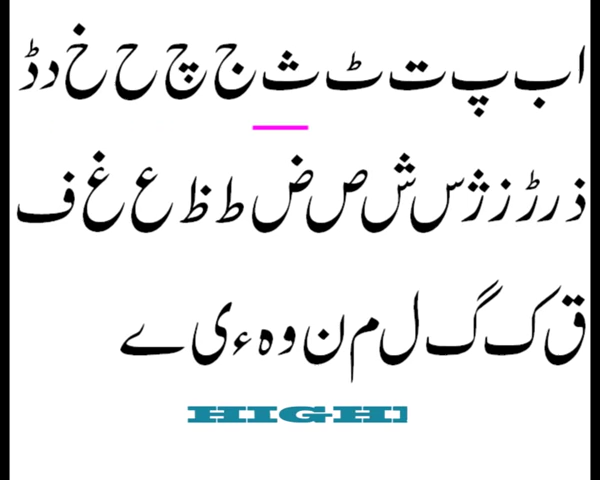 ا ب پ ت ٹ ث ج چ ح خ د ڈ
ذ ر ڑ ز ژ س ش ص ض ط ظ ع غ ف
ق ک گ ل م ن و ہ ء ی ے
HIGH